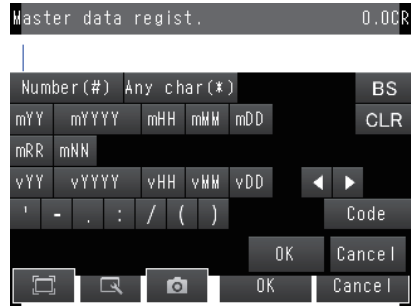 Master data regist. 0.0CR
Number(#) Any char(*) BS
mYY mYYYY mHH mMM mDD CLR
mRR mNN
vYY vYYYY vHH vMM vDD ◀ ▶
' - . : / ( ) Code
OK Cancel
OK Cancel